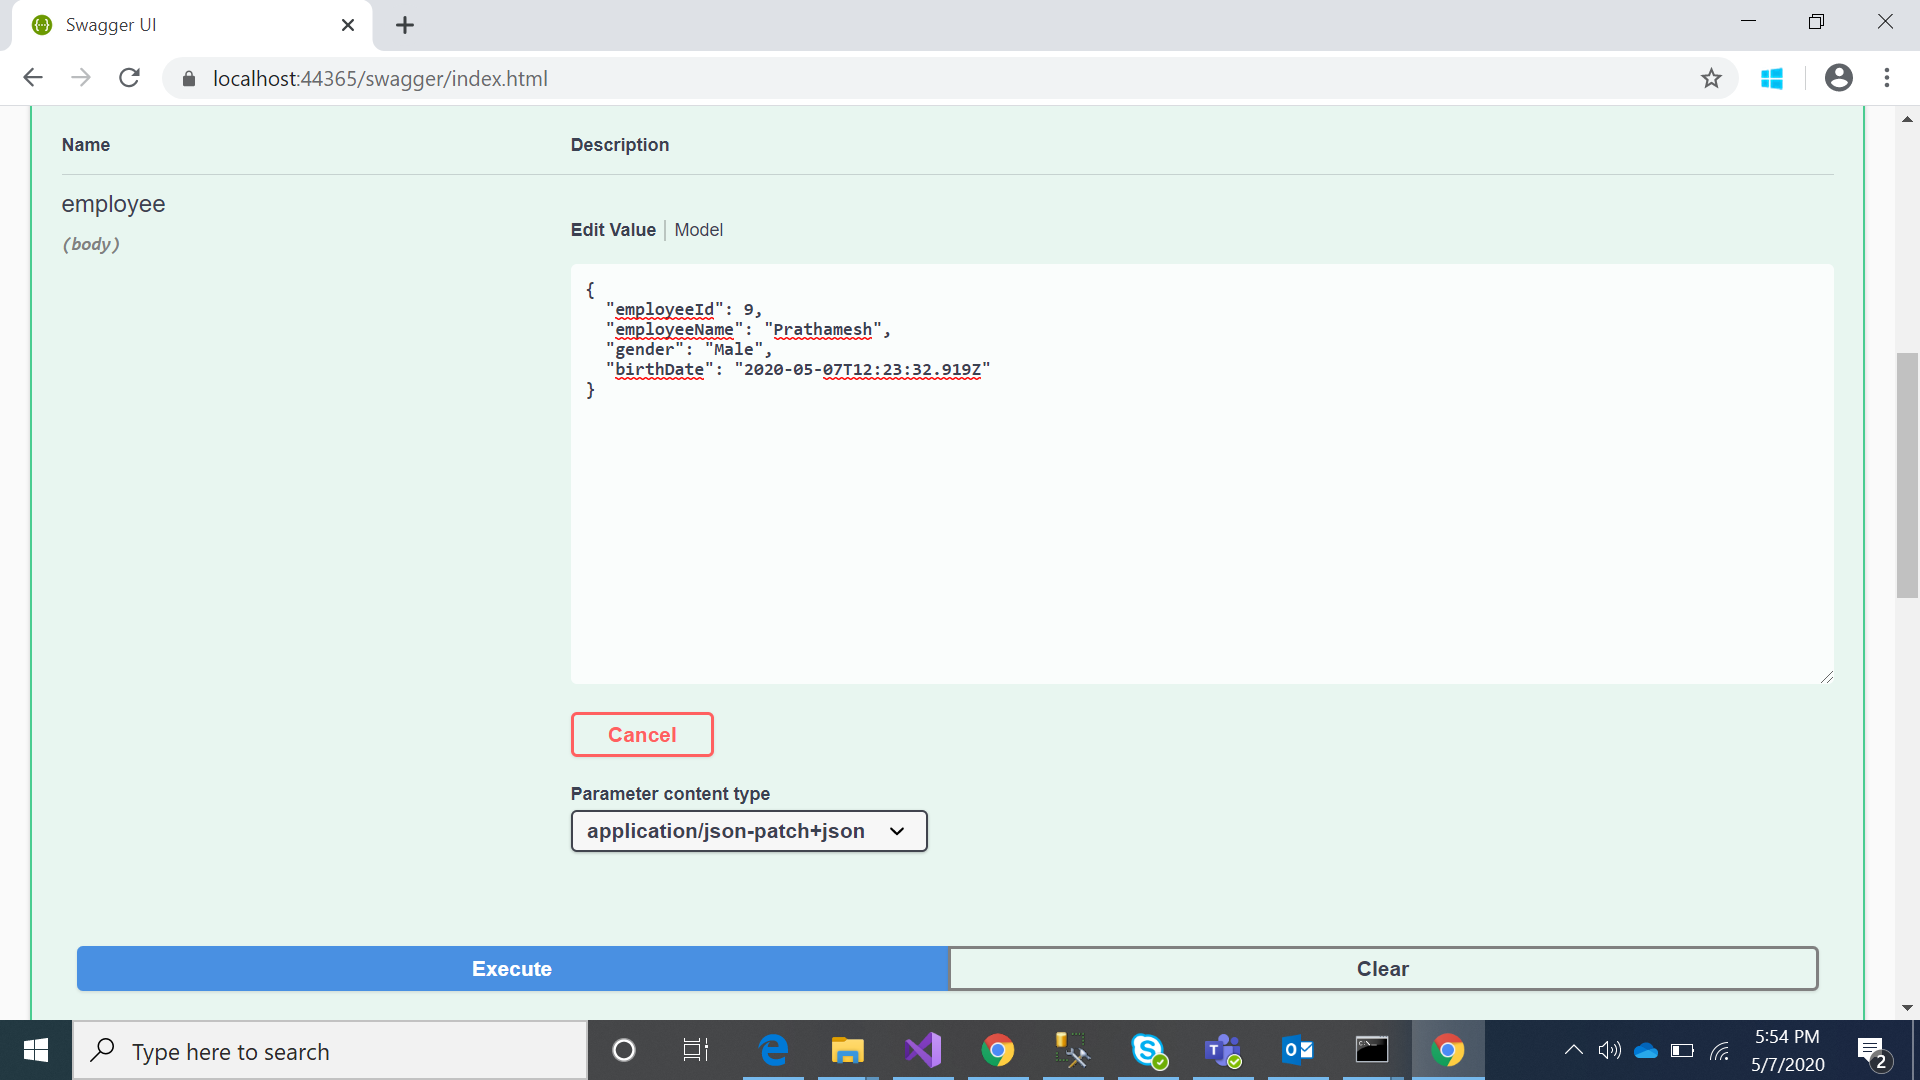 Swagger UI
localhost:44365/swagger/index.html
Name Description
employee
(body)
Edit Value Model
{
"employeeId": 9,
"employeeName": "Prathamesh",
"gender": "Male",
"birthDate": "2020-05-07T12:23:32.919Z"
}
Cancel
Parameter content type
application/json-patch+json
Execute Clear
Type here to search
5:54 PM
5/7/2020
2